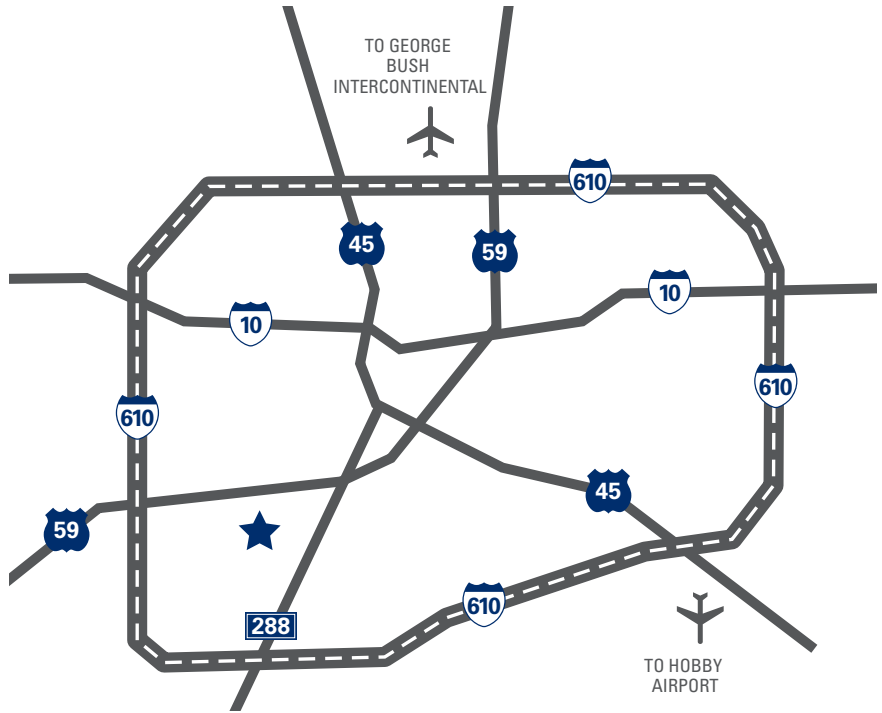 TO GEORGE
BUSH
INTERCONTINENTAL
610
45
59
10
10
610
610
59
45
288
610
TO HOBBY
AIRPORT